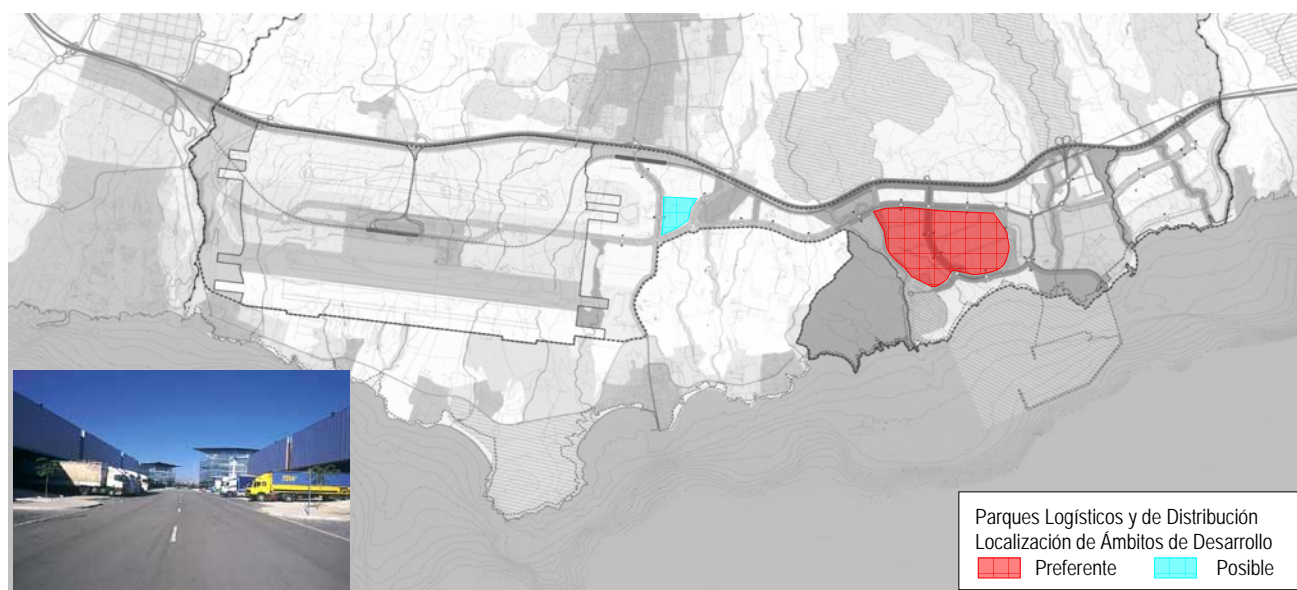 Parques Logísticos y de Distribución
Localización de Ámbitos de Desarrollo
Preferente Posible